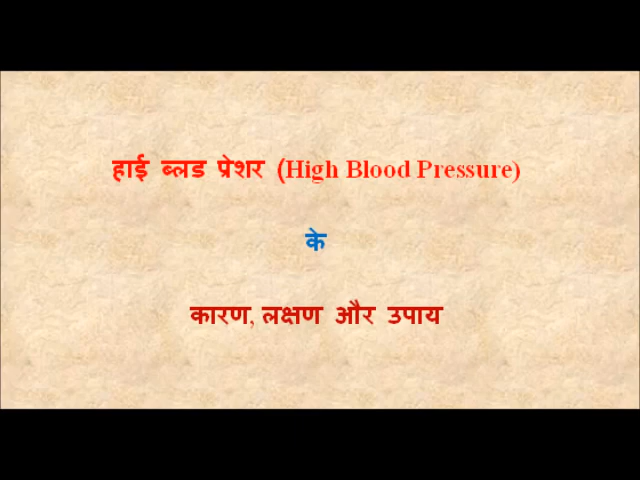 हाई ब्लड प्रेशर (High Blood Pressure)
के
कारण, लक्षण और उपाय